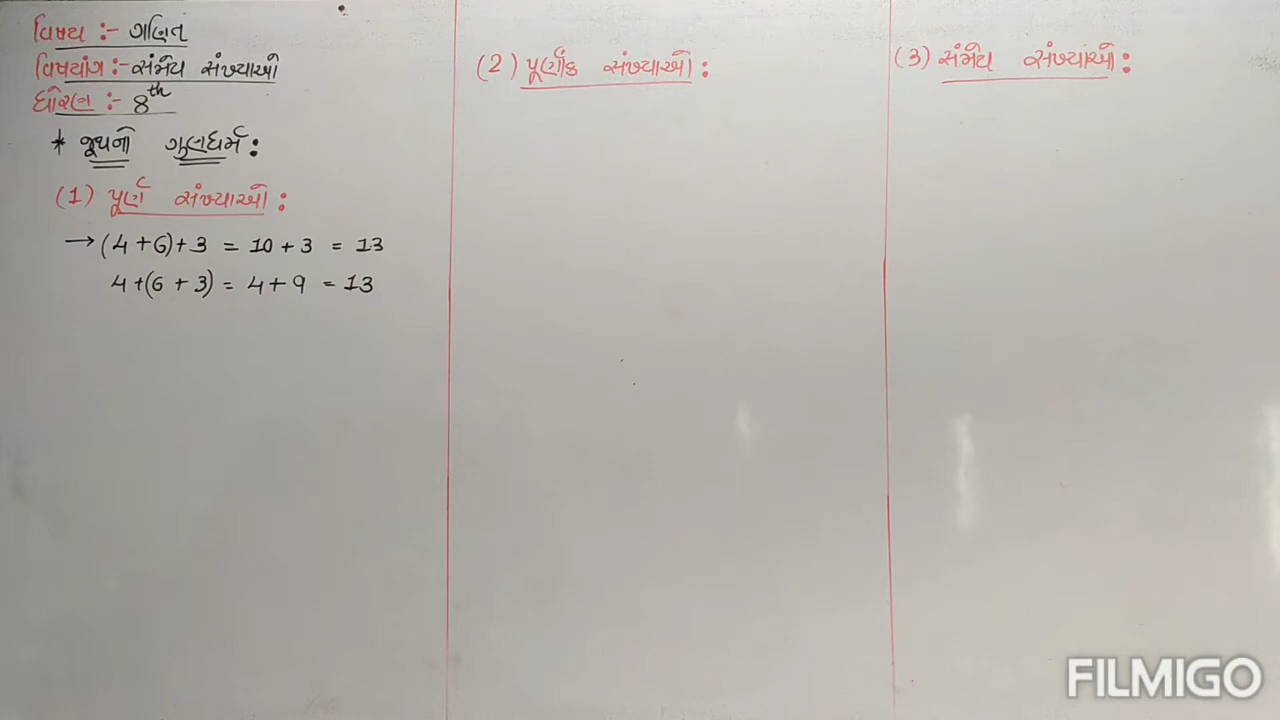 વિષય :- ગણિત
વિષયાંગ :- સંમેય સંખ્યાઓ
ધોરણ :- 8th
* જૂથનો ગુણધર્મ :
(1) પૂર્ણ સંખ્યાઓ :
→ (4 + 6) + 3 = 10 + 3 = 13
4 + (6 + 3) = 4 + 9 = 13
(2) પૂર્ણાંક સંખ્યાઓ :
(3) સંમેય સંખ્યાઓ :
FILMIGO